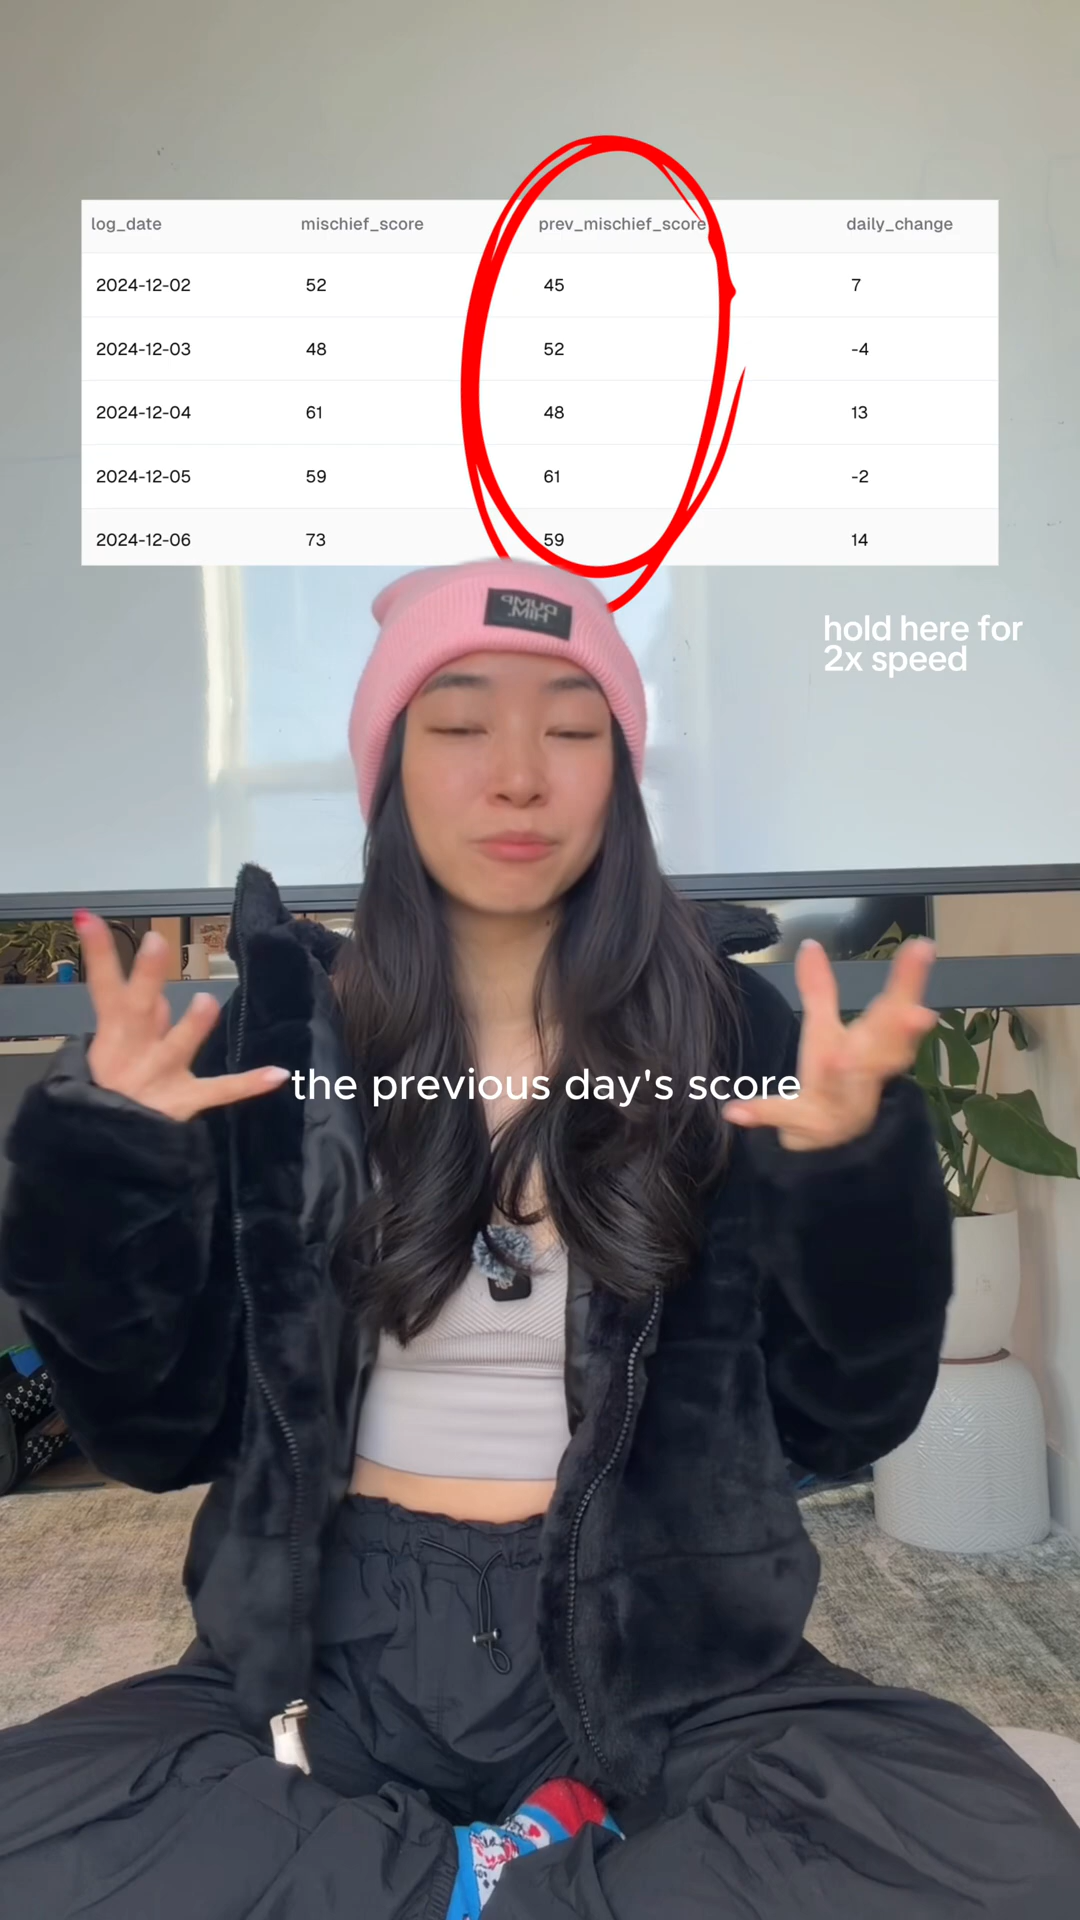 log_date mischief_score prev_mischief_score daily_change
2024-12-02 52 45 7
2024-12-03 48 52 -4
2024-12-04 61 48 13
2024-12-05 59 61 -2
2024-12-06 73 59 14
DUMP
HIM.
hold here for
2x speed
the previous day's score